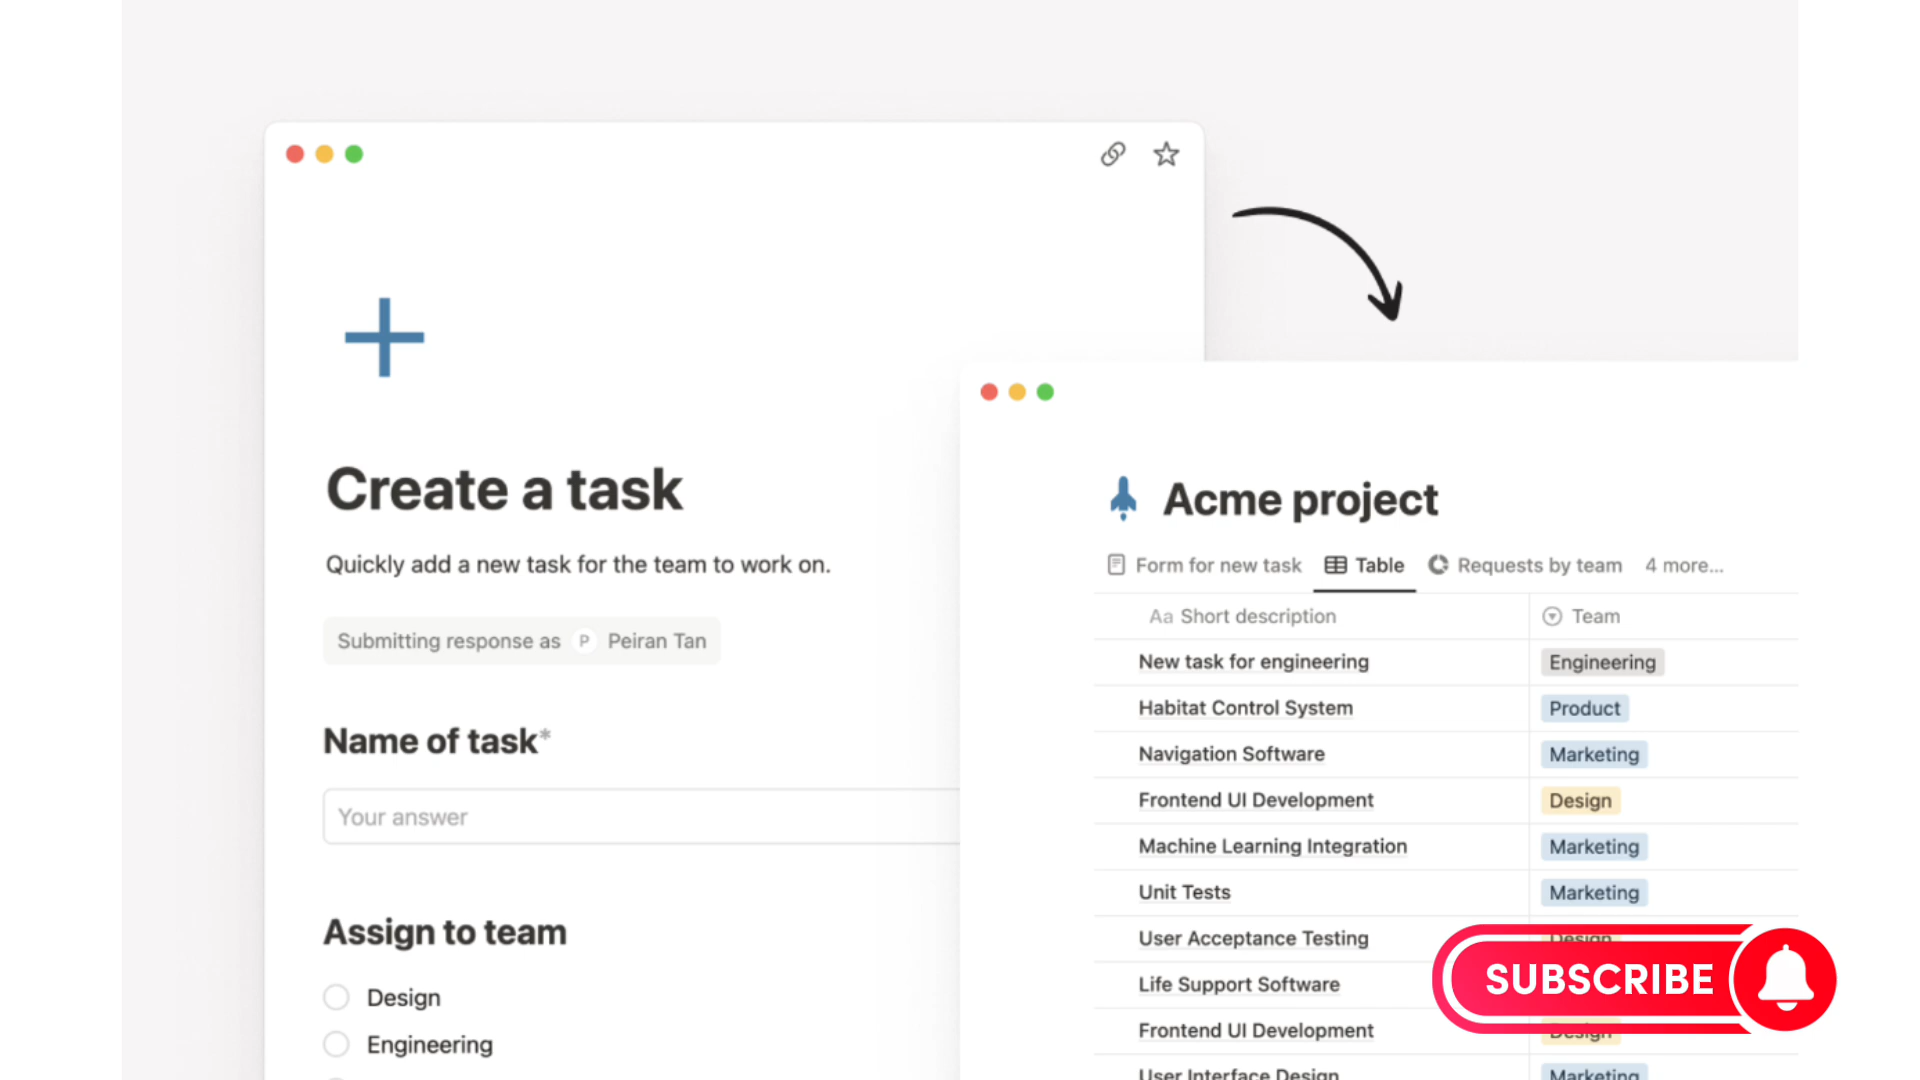 Create a task
Quickly add a new task for the team to work on.
Submitting response as P Peiran Tan
Name of task*
Your answer
Assign to team
Design
Engineering
Acme project
Form for new task Table Requests by team 4 more...
Aa Short description Team
New task for engineering Engineering
Habitat Control System Product
Navigation Software Marketing
Frontend UI Development Design
Machine Learning Integration Marketing
Unit Tests Marketing
User Acceptance Testing Design
Life Support Software
Frontend UI Development Design
User Interface Design Marketing
SUBSCRIBE